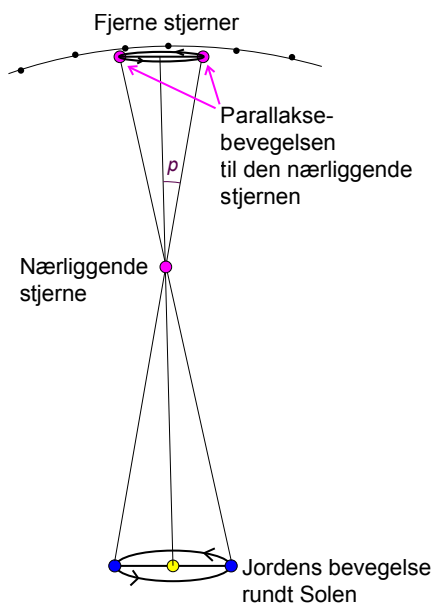 Fjerne stjerner
Parallakse-
bevegelsen
til den nærliggende
stjernen
p
Nærliggende
stjerne
Jordens bevegelse
rundt Solen